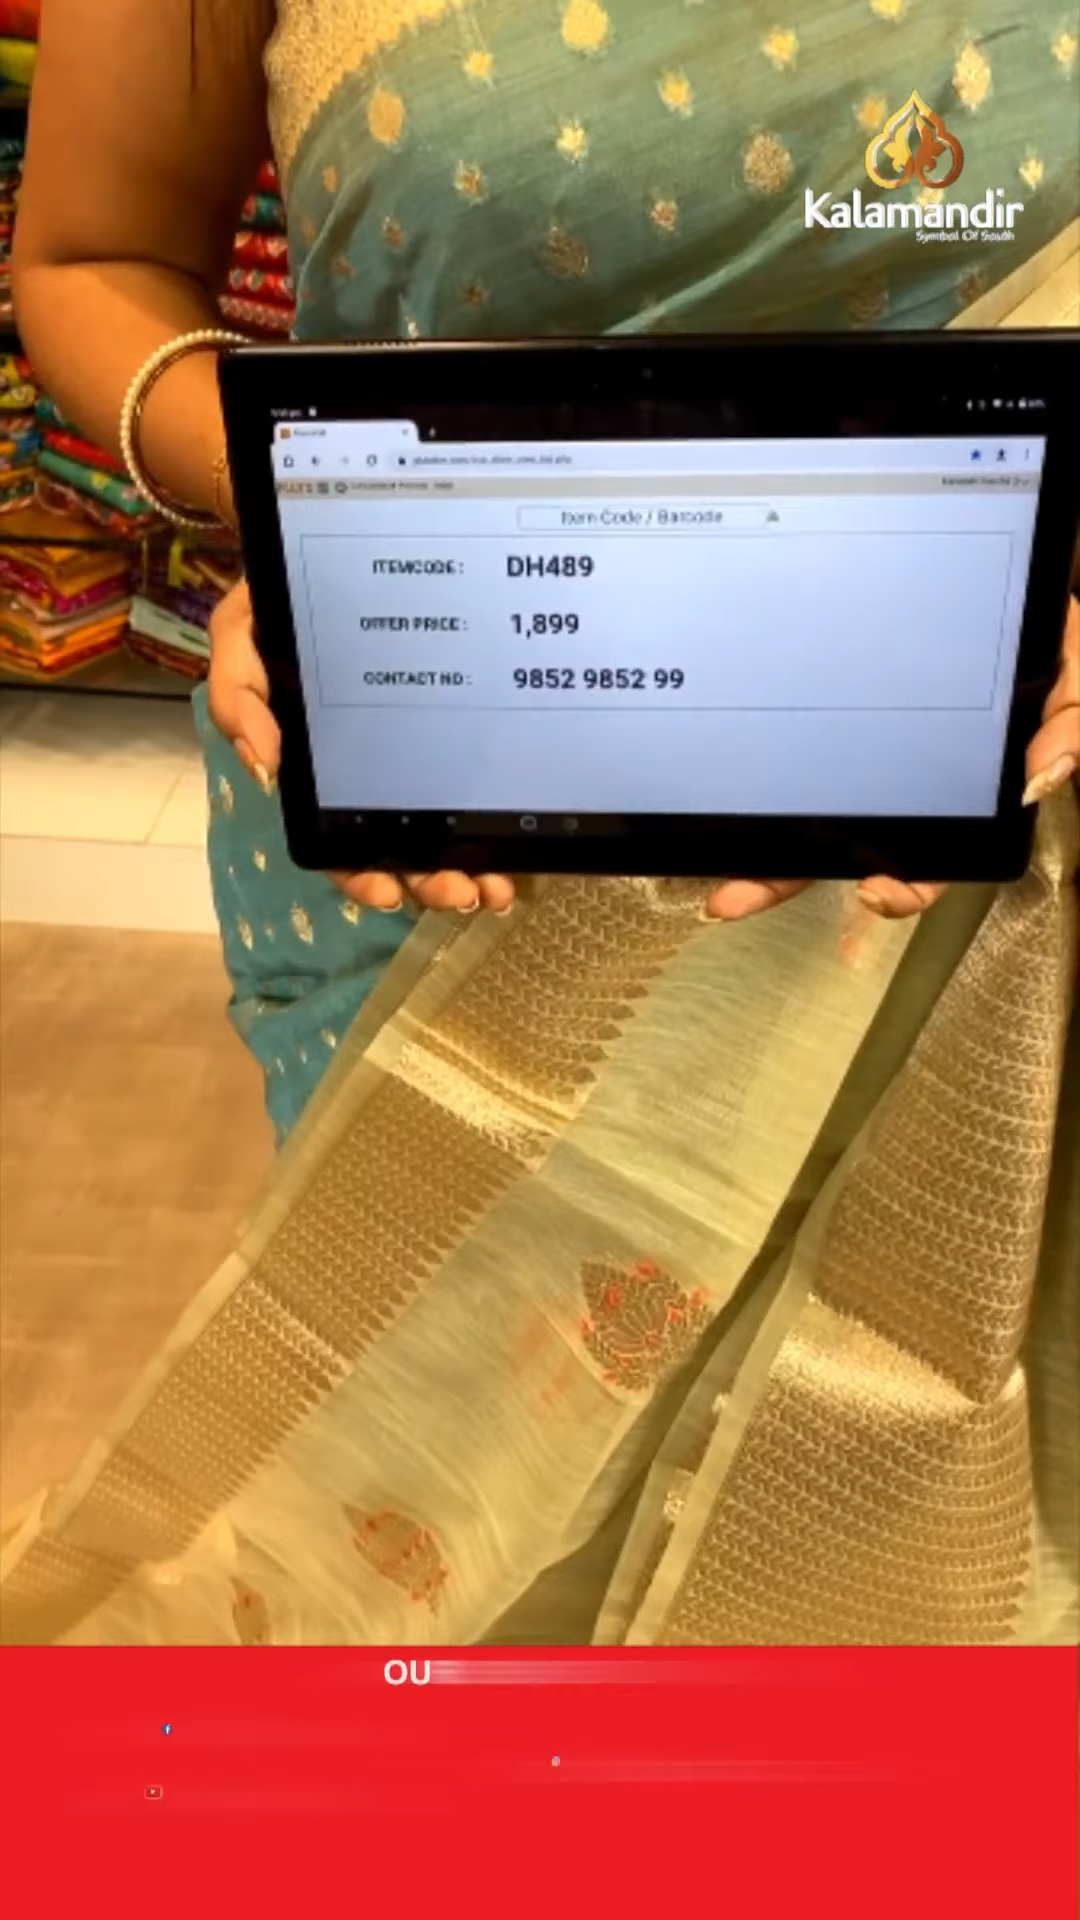 Kalamandir
Symbol Of South
Item Code / Barcode
ITEMCODE : DH489
OFFER PRICE : 1,899
CONTACT NO : 9852 9852 99
OU